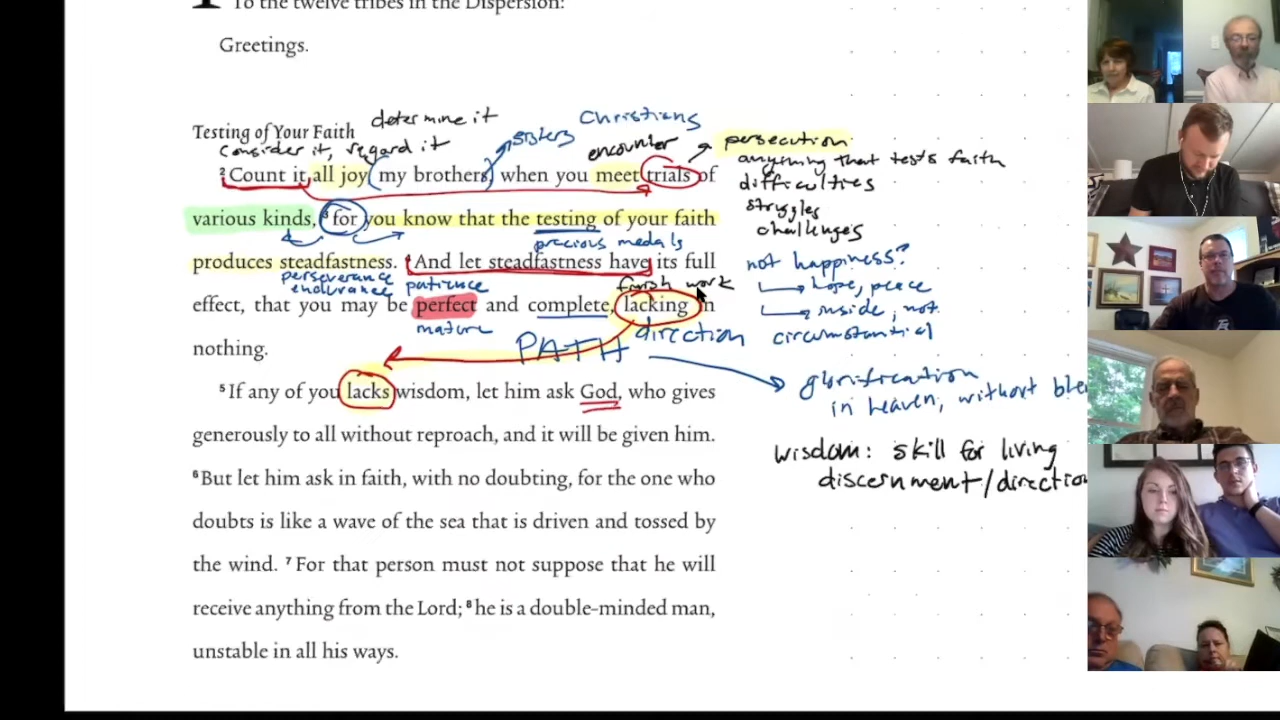 To the twelve tribes in the Dispersion:
Greetings.
determine it
Christians
Testing of Your Faith
sisters
consider it, regard it
encounter
persecution
2 Count it all joy, my brothers, when you meet trials of
anything that tests faith
difficulties
various kinds, 3 for you know that the testing of your faith
struggles
challenges
precious medals
produces steadfastness. 4 And let steadfastness have its full
not happiness?
perseverance
endurance patience
finish work
hope, peace
effect, that you may be perfect and complete, lacking in
inside, not
circumstantial
mature
direction
PATH
nothing.
glorification
in heaven, without ble
5 If any of you lacks wisdom, let him ask God, who gives
generously to all without reproach, and it will be given him.
wisdom: skill for living
discernment/direction
6 But let him ask in faith, with no doubting, for the one who
doubts is like a wave of the sea that is driven and tossed by
the wind. 7 For that person must not suppose that he will
receive anything from the Lord; 8 he is a double-minded man,
unstable in all his ways.